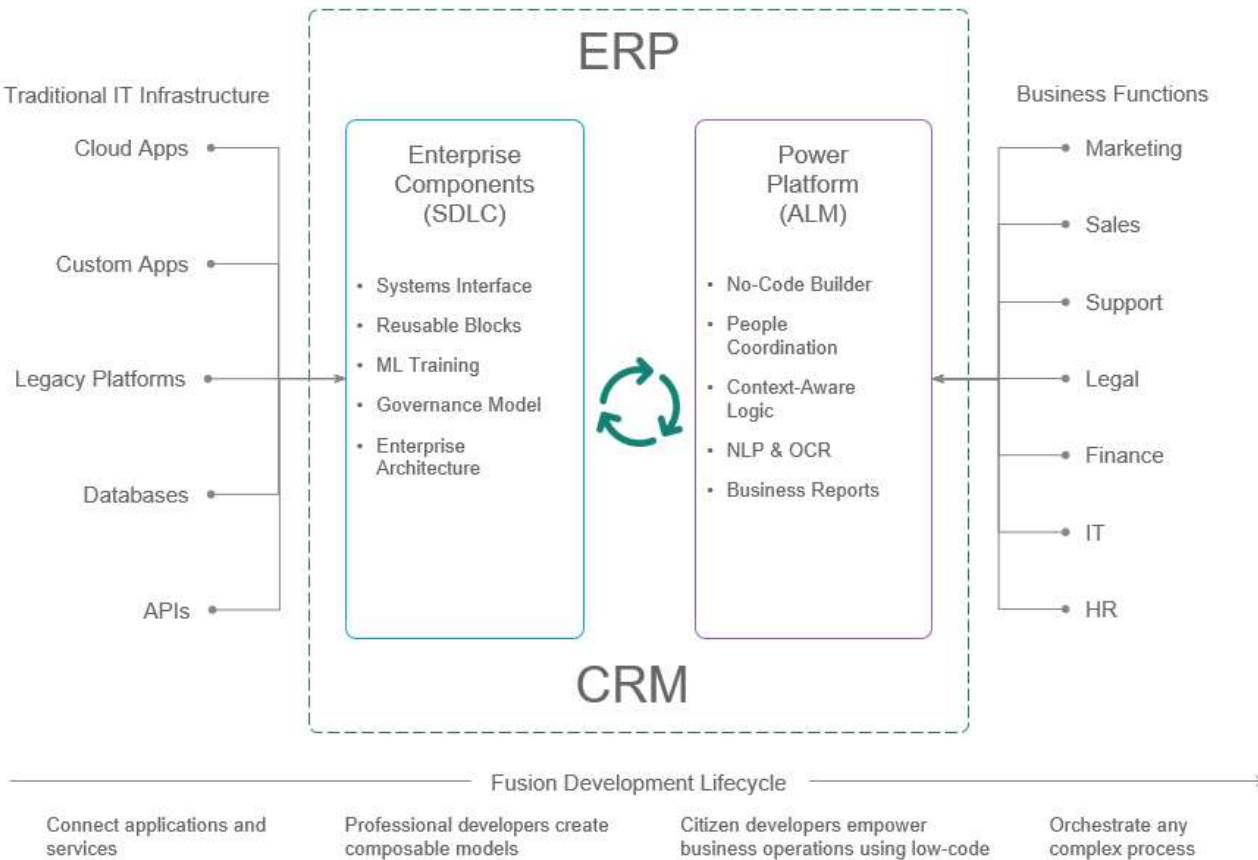 ERP
Traditional IT Infrastructure
Cloud Apps
Custom Apps
Legacy Platforms
Databases
APIs
Enterprise
Components
(SDLC)
• Systems Interface
• Reusable Blocks
• ML Training
• Governance Model
• Enterprise
Architecture
Power
Platform
(ALM)
• No-Code Builder
• People
Coordination
• Context-Aware
Logic
• NLP & OCR
• Business Reports
Business Functions
Marketing
Sales
Support
Legal
Finance
IT
HR
CRM
Fusion Development Lifecycle
Connect applications and
services
Professional developers create
composable models
Citizen developers empower
business operations using low-code
Orchestrate any
complex process